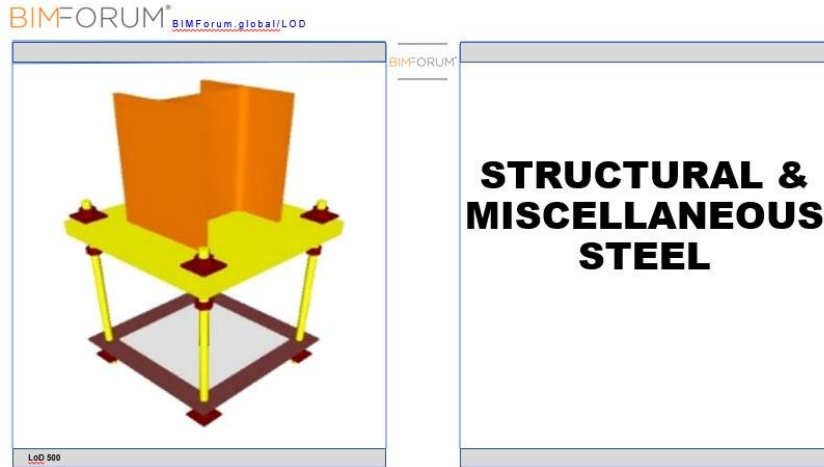 BIMFORUM® BIMForum.global/LOD
BIMFORUM®
STRUCTURAL &
MISCELLANEOUS
STEEL
LoD 500